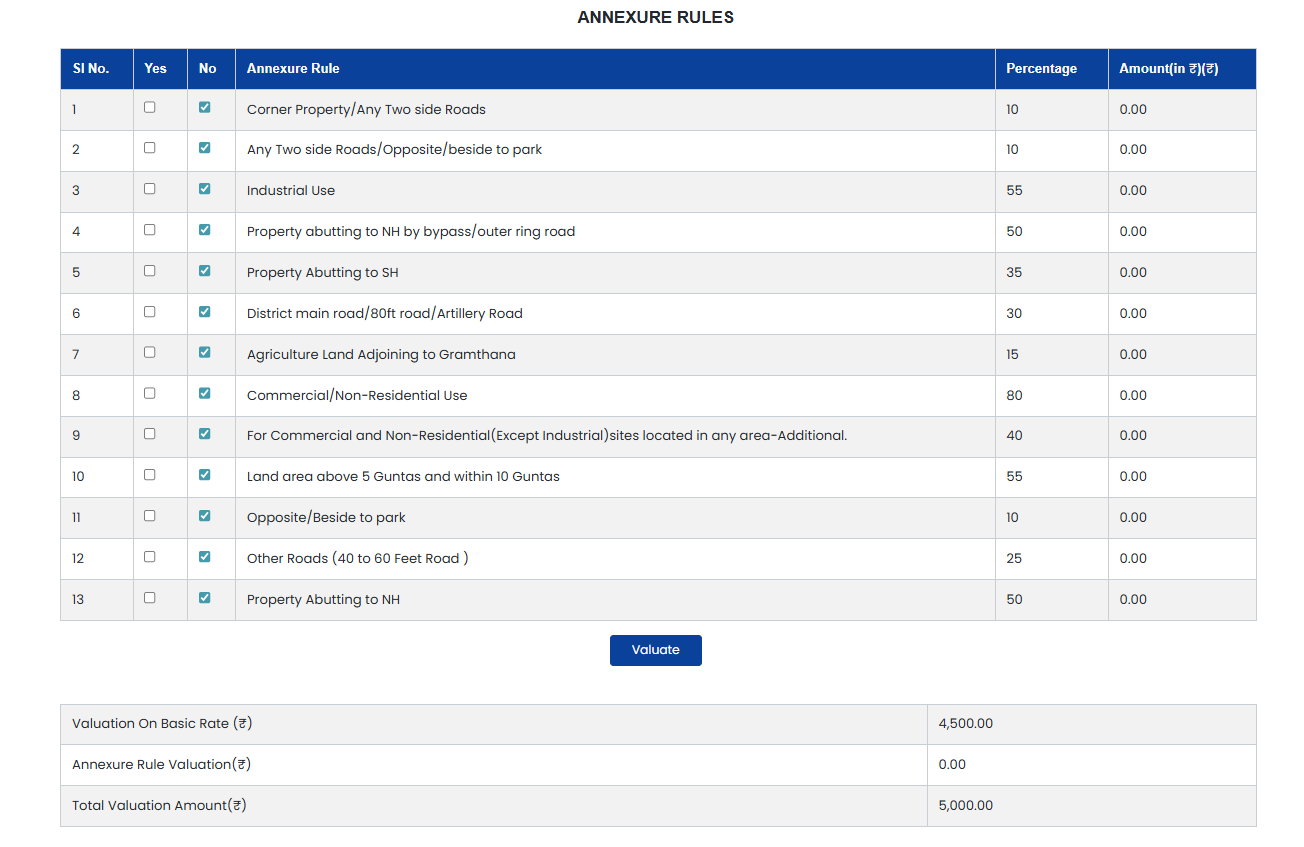 ANNEXURE RULES
Sl No. Yes No Annexure Rule Percentage Amount(in ₹)(₹)
1 Corner Property/Any Two side Roads 10 0.00
2 Any Two side Roads/Opposite/beside to park 10 0.00
3 Industrial Use 55 0.00
4 Property abutting to NH by bypass/outer ring road 50 0.00
5 Property Abutting to SH 35 0.00
6 District main road/80ft road/Artillery Road 30 0.00
7 Agriculture Land Adjoining to Gramthana 15 0.00
8 Commercial/Non-Residential Use 80 0.00
9 For Commercial and Non-Residential(Except Industrial)sites located in any area-Additional. 40 0.00
10 Land area above 5 Guntas and within 10 Guntas 55 0.00
11 Opposite/Beside to park 10 0.00
12 Other Roads (40 to 60 Feet Road ) 25 0.00
13 Property Abutting to NH 50 0.00
Valuate
Valuation On Basic Rate (₹) 4,500.00
Annexure Rule Valuation(₹) 0.00
Total Valuation Amount(₹) 5,000.00